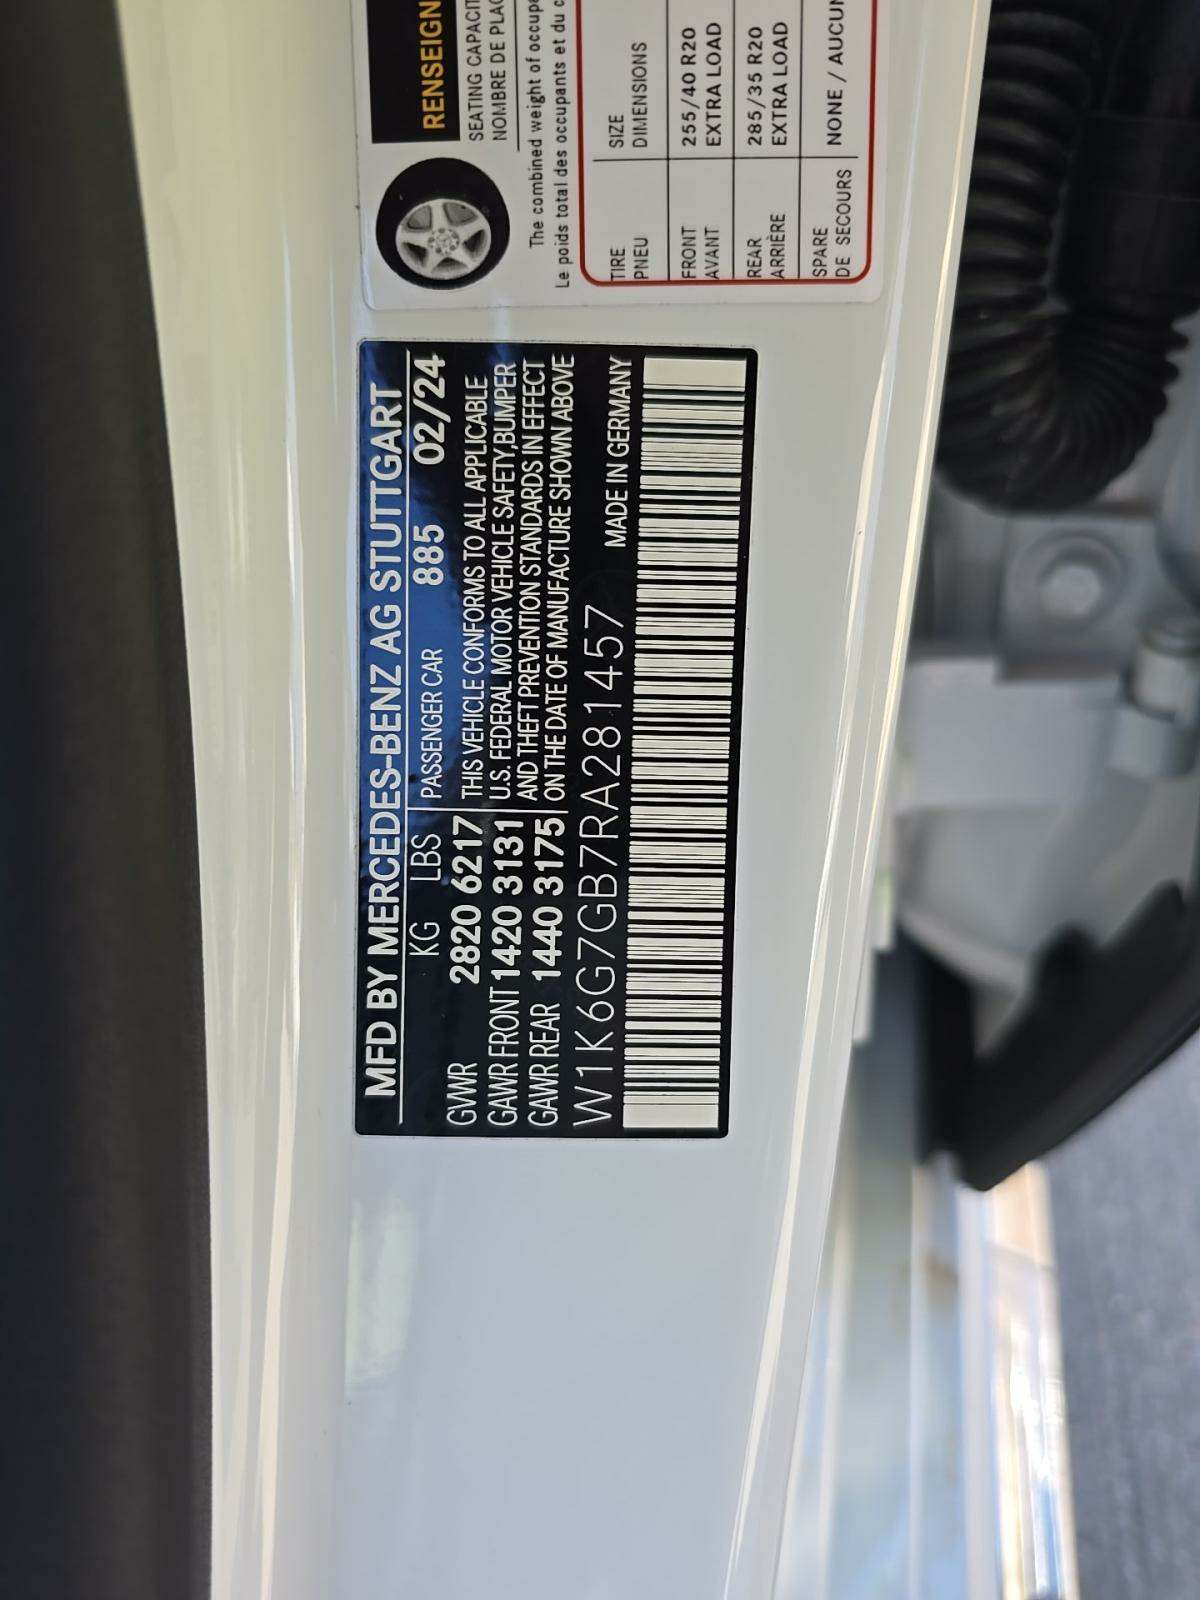 RENSEIGN
SEATING CAPACIT
NOMBRE DE PLAC
The combined weight of occup
Le poids total des occupants et du c
TIRE SIZE
PNEU DIMENSIONS
FRONT 255/40 R20
AVANT EXTRA LOAD
REAR 285/35 R20
ARRIÈRE EXTRA LOAD
SPARE NONE / AUCUN
DE SECOURS
MFD BY MERCEDES-BENZ AG STUTTGART
KG LBS PASSENGER CAR 885 02/24
GVWR 2820 6217 THIS VEHICLE CONFORMS TO ALL APPLICABLE
GAWR FRONT 1420 3131 U.S. FEDERAL MOTOR VEHICLE SAFETY,BUMPER
GAWR REAR 1440 3175 AND THEFT PREVENTION STANDARDS IN EFFECT
ON THE DATE OF MANUFACTURE SHOWN ABOVE
W1K6G7GB7RA281457 MADE IN GERMANY